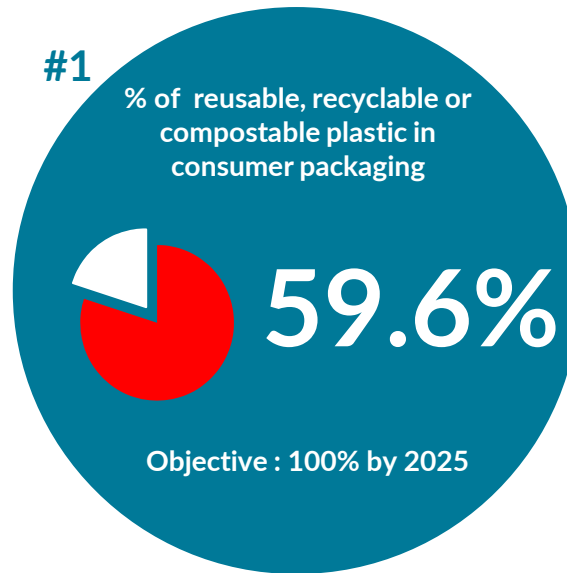 #1
% of reusable, recyclable or
compostable plastic in
consumer packaging
59.6%
Objective : 100% by 2025